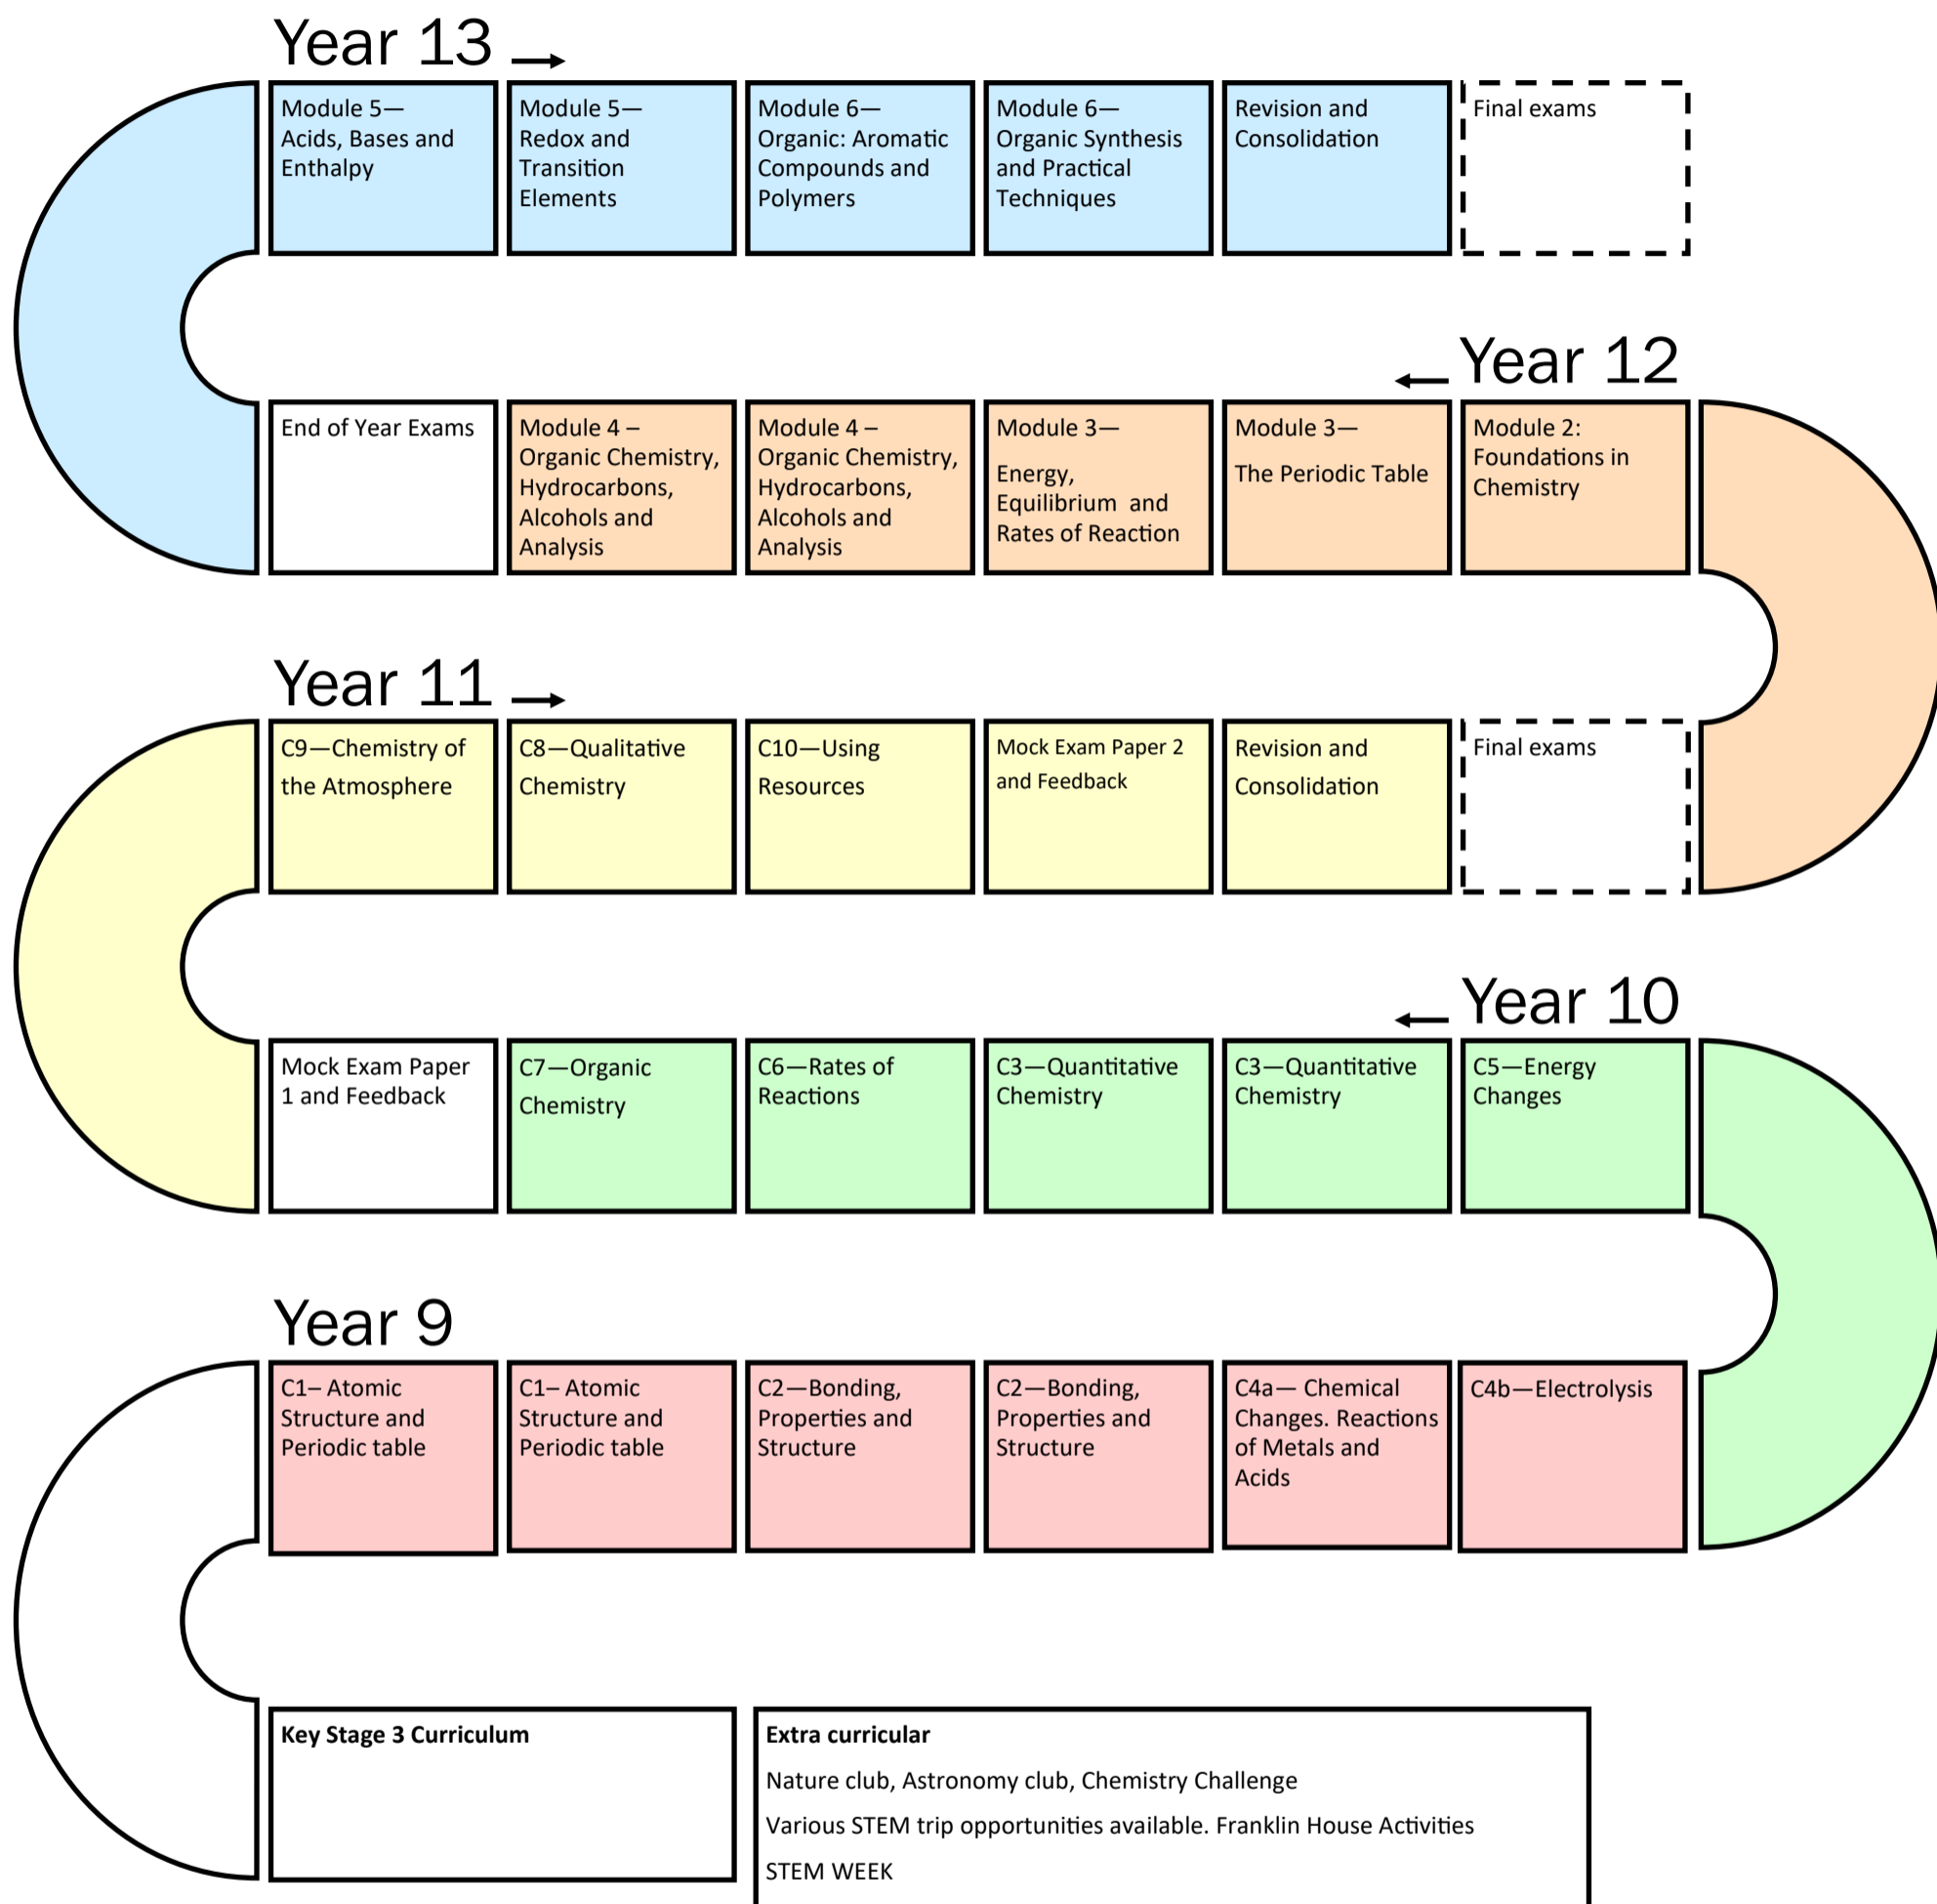 Year 13
Module 5—
Acids, Bases and
Enthalpy
Module 5—
Redox and
Transition
Elements
Module 6—
Organic: Aromatic
Compounds and
Polymers
Module 6—
Organic Synthesis
and Practical
Techniques
Revision and
Consolidation
Final exams
Year 12
End of Year Exams
Module 4 –
Organic Chemistry,
Hydrocarbons,
Alcohols and
Analysis
Module 4 –
Organic Chemistry,
Hydrocarbons,
Alcohols and
Analysis
Module 3—
Energy,
Equilibrium and
Rates of Reaction
Module 3—
The Periodic Table
Module 2:
Foundations in
Chemistry
Year 11
C9—Chemistry of
the Atmosphere
C8—Qualitative
Chemistry
C10—Using
Resources
Mock Exam Paper 2
and Feedback
Revision and
Consolidation
Final exams
Year 10
Mock Exam Paper
1 and Feedback
C7—Organic
Chemistry
C6—Rates of
Reactions
C3—Quantitative
Chemistry
C3—Quantitative
Chemistry
C5—Energy
Changes
Year 9
C1– Atomic
Structure and
Periodic table
C1– Atomic
Structure and
Periodic table
C2—Bonding,
Properties and
Structure
C2—Bonding,
Properties and
Structure
C4a— Chemical
Changes. Reactions
of Metals and
Acids
C4b—Electrolysis
Key Stage 3 Curriculum
Extra curricular
Nature club, Astronomy club, Chemistry Challenge
Various STEM trip opportunities available. Franklin House Activities
STEM WEEK